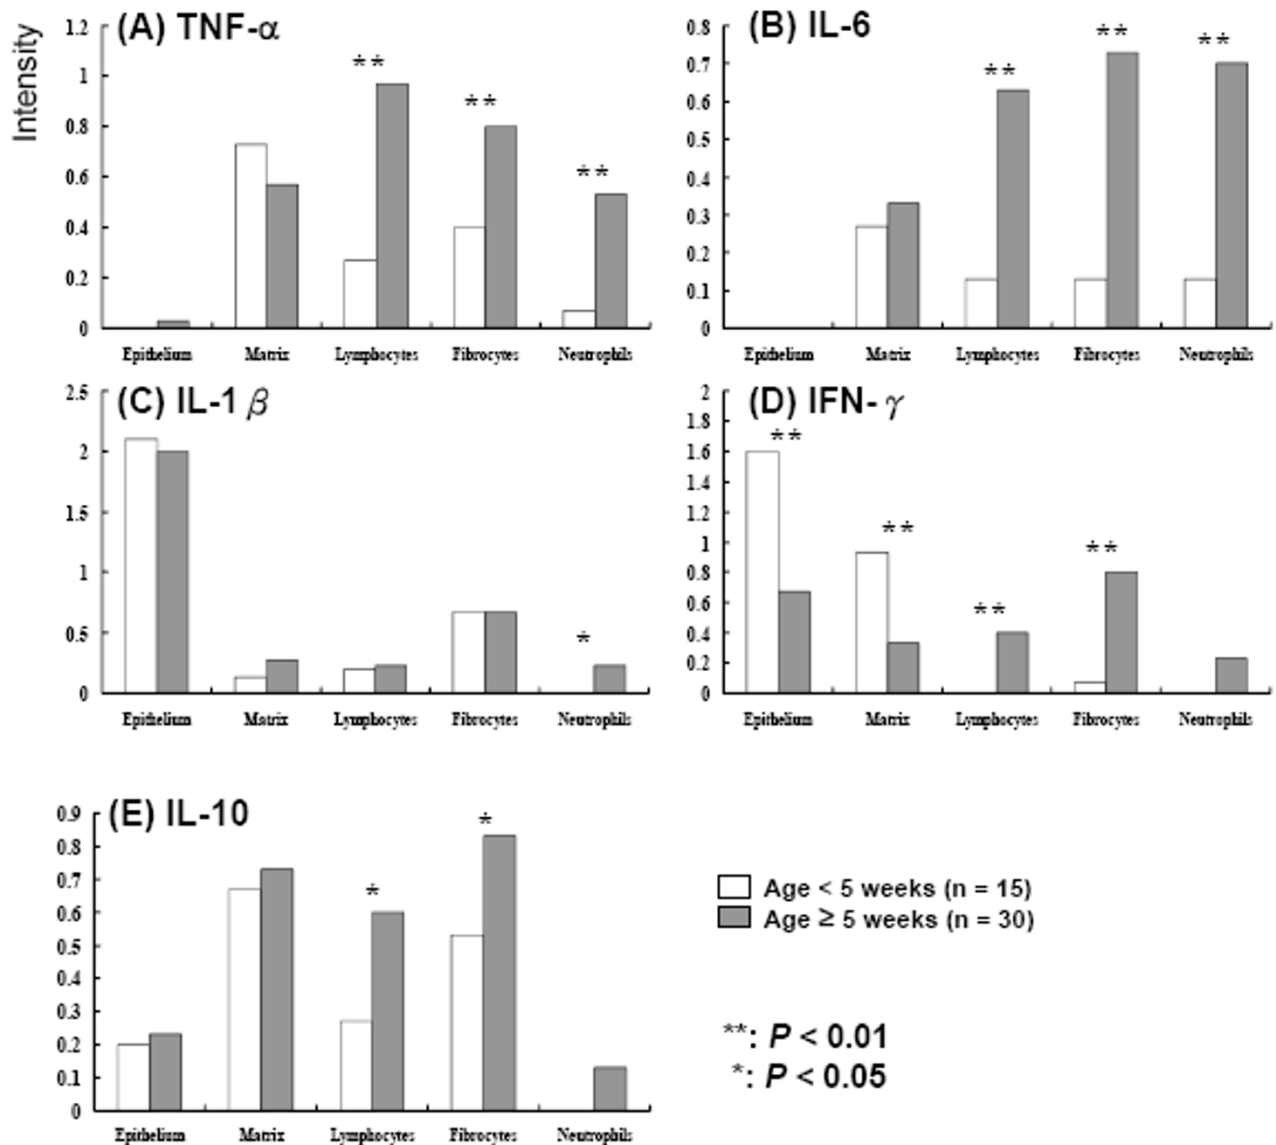 Intensity
(A) TNF-α
1.2
1
0.8
0.6
0.4
0.2
0
** ** **
Epithelium Matrix Lymphocytes Fibrocytes Neutrophils
(B) IL-6
0.8
0.7
0.6
0.5
0.4
0.3
0.2
0.1
0
** ** **
Epithelium Matrix Lymphocytes Fibrocytes Neutrophils
(C) IL-1 β
2.5
2
1.5
1
0.5
0
*
Epithelium Matrix Lymphocytes Fibrocytes Neutrophils
(D) IFN- γ
2
1.8
1.6
1.4
1.2
1
0.8
0.6
0.4
0.2
0
** ** ** **
Epithelium Matrix Lymphocytes Fibrocytes Neutrophils
(E) IL-10
0.9
0.8
0.7
0.6
0.5
0.4
0.3
0.2
0.1
0
* *
Epithelium Matrix Lymphocytes Fibrocytes Neutrophils
Age < 5 weeks (n = 15)
Age ≥ 5 weeks (n = 30)
**: P < 0.01
*: P < 0.05